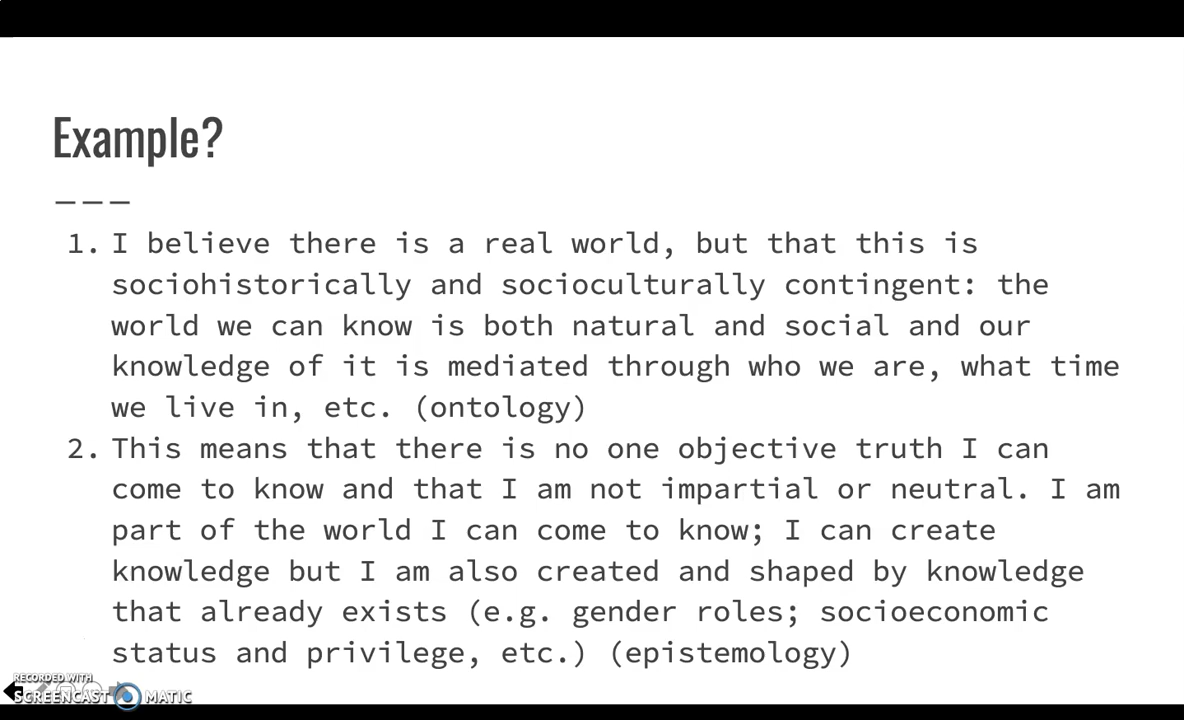 Example?
———
1. I believe there is a real world, but that this is
sociohistorically and socioculturally contingent: the
world we can know is both natural and social and our
knowledge of it is mediated through who we are, what time
we live in, etc. (ontology)
2. This means that there is no one objective truth I can
come to know and that I am not impartial or neutral. I am
part of the world I can come to know; I can create
knowledge but I am also created and shaped by knowledge
that already exists (e.g. gender roles; socioeconomic
status and privilege, etc.) (epistemology)
RECORDED WITH
SCREENCAST MATIC